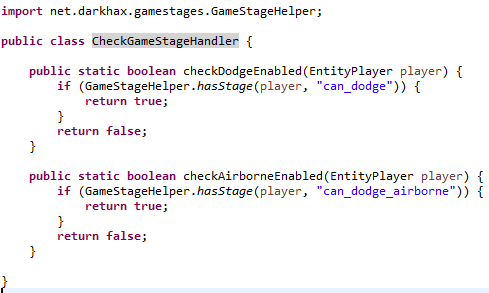 import net.darkhax.gamestages.GameStageHelper;
public class CheckGameStageHandler {
public static boolean checkDodgeEnabled(EntityPlayer player) {
if (GameStageHelper.hasStage(player, "can_dodge")) {
return true;
}
return false;
}
public static boolean checkAirborneEnabled(EntityPlayer player) {
if (GameStageHelper.hasStage(player, "can_dodge_airborne")) {
return true;
}
return false;
}
}